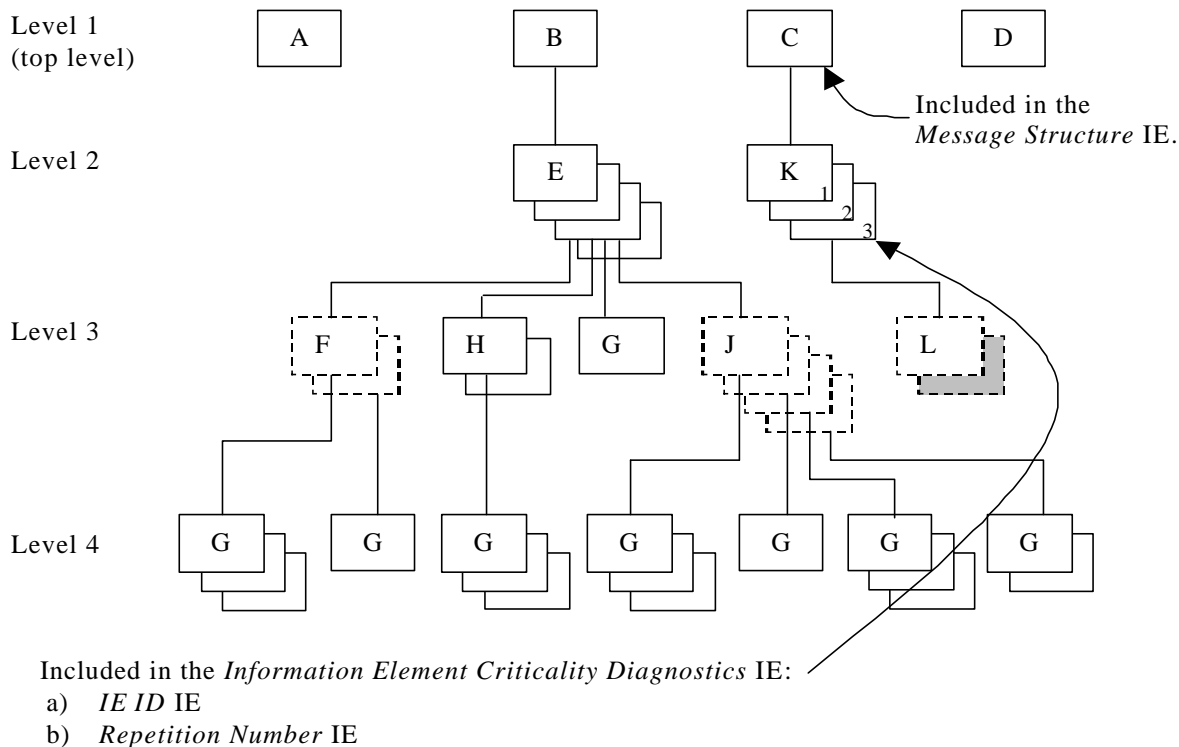 Level 1
(top level)
A
B
C
D
Included in the
Message Structure IE.
Level 2
E
K
1
2
3
Level 3
F
H
G
J
L
Level 4
G
G
G
G
G
G
G
Included in the Information Element Criticality Diagnostics IE:
a) IE ID IE
b) Repetition Number IE